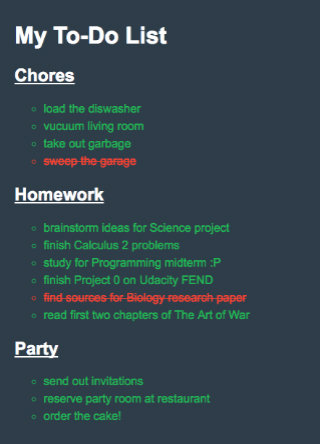 My To-Do List
Chores
load the diswasher
vucuum living room
take out garbage
sweep the garage
Homework
brainstorm ideas for Science project
finish Calculus 2 problems
study for Programming midterm :P
finish Project 0 on Udacity FEND
find sources for Biology research paper
read first two chapters of The Art of War
Party
send out invitations
reserve party room at restaurant
order the cake!